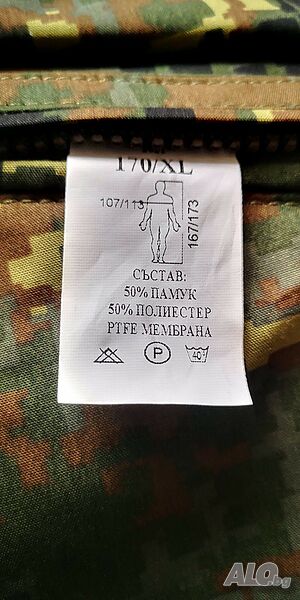 170/XL
107/113
167/173
СЪСТАВ:
50% ПАМУК
50% ПОЛИЕСТЕР
PTFE МЕМБРАНА
P
40°
ALO.bg